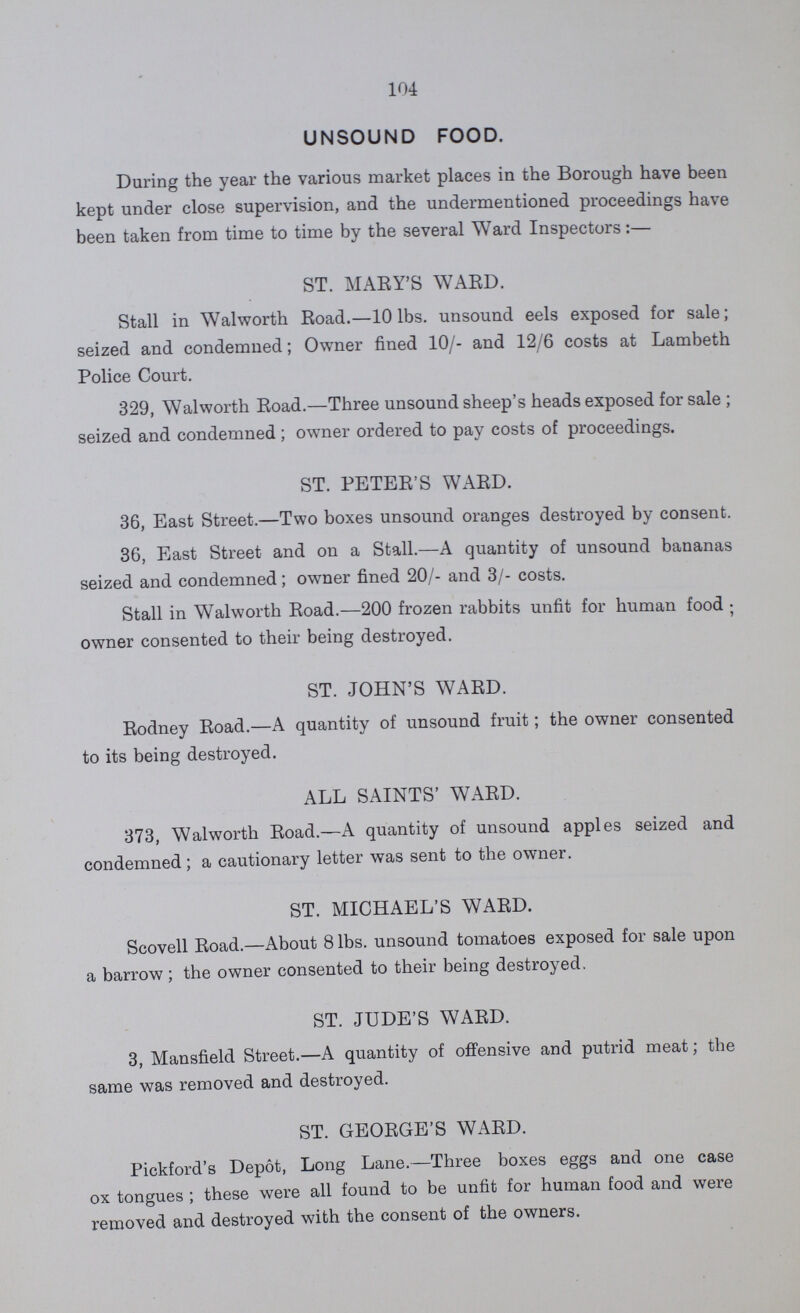 104
UNSOUND FOOD.
During the year the various market places in the Borough have been
kept under close supervision, and the undermentioned proceedings have
been taken from time to time by the several Ward Inspectors:—
ST. MARY'S WARD.
Stall in Walworth Road.—10 lbs. unsound eels exposed for sale;
seized and condemned; Owner fined 10/- and 12/6 costs at Lambeth
Police Court.
329, Walworth Road.—Three unsound sheep's heads exposed for sale;
seized and condemned; owner ordered to pay costs of proceedings.
ST. PETER'S WARD.
36, East Street.—Two boxes unsound oranges destroyed by consent.
36, East Street and on a Stall.—A quantity of unsound bananas
seized and condemned; owner fined 20/- and 3/- costs.
Stall in Walworth Road.—200 frozen rabbits unfit for human food;
owner consented to their being destroyed.
ST. JOHN'S WARD.
Rodney Road.—A quantity of unsound fruit; the owner consented
to its being destroyed.
ALL SAINTS' WARD.
373, Walworth Road.—A quantity of unsound apples seized and
condemned; a cautionary letter was sent to the owner.
ST. MICHAEL'S WARD.
Scovell Road.—About 8 lbs. unsound tomatoes exposed for sale upon
a barrow; the owner consented to their being destroyed.
ST. JUDE'S WARD.
3, Mansfield Street.—A quantity of offensive and putrid meat; the
same was removed and destroyed.
ST. GEORGE'S WARD.
Pickford's Depôt, Long Lane.—Three boxes eggs and one case
ox tongues; these were all found to be unfit for human food and were
removed and destroyed with the consent of the owners.